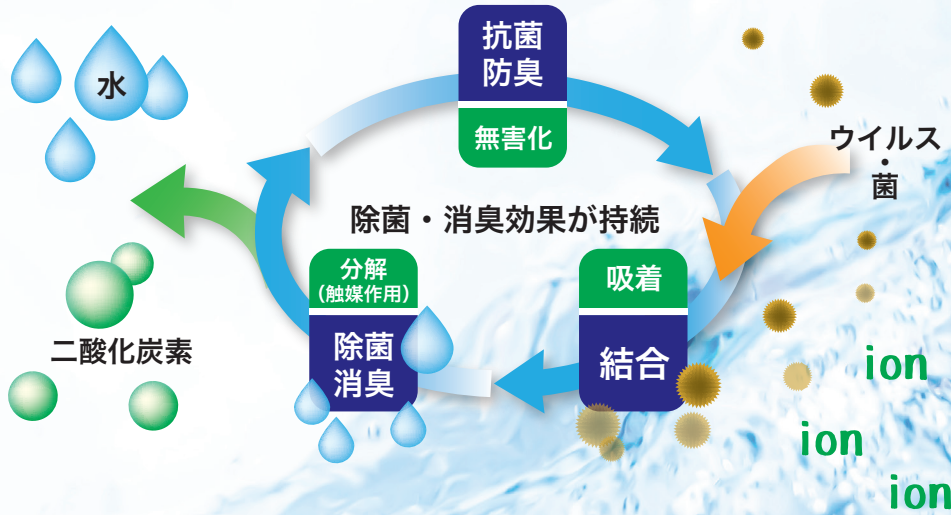 抗菌
防臭
無害化
水
ウイルス
・
菌
除菌・消臭効果が持続
分解
(触媒作用)
除菌
消臭
吸着
結合
二酸化炭素
ion
ion
ion